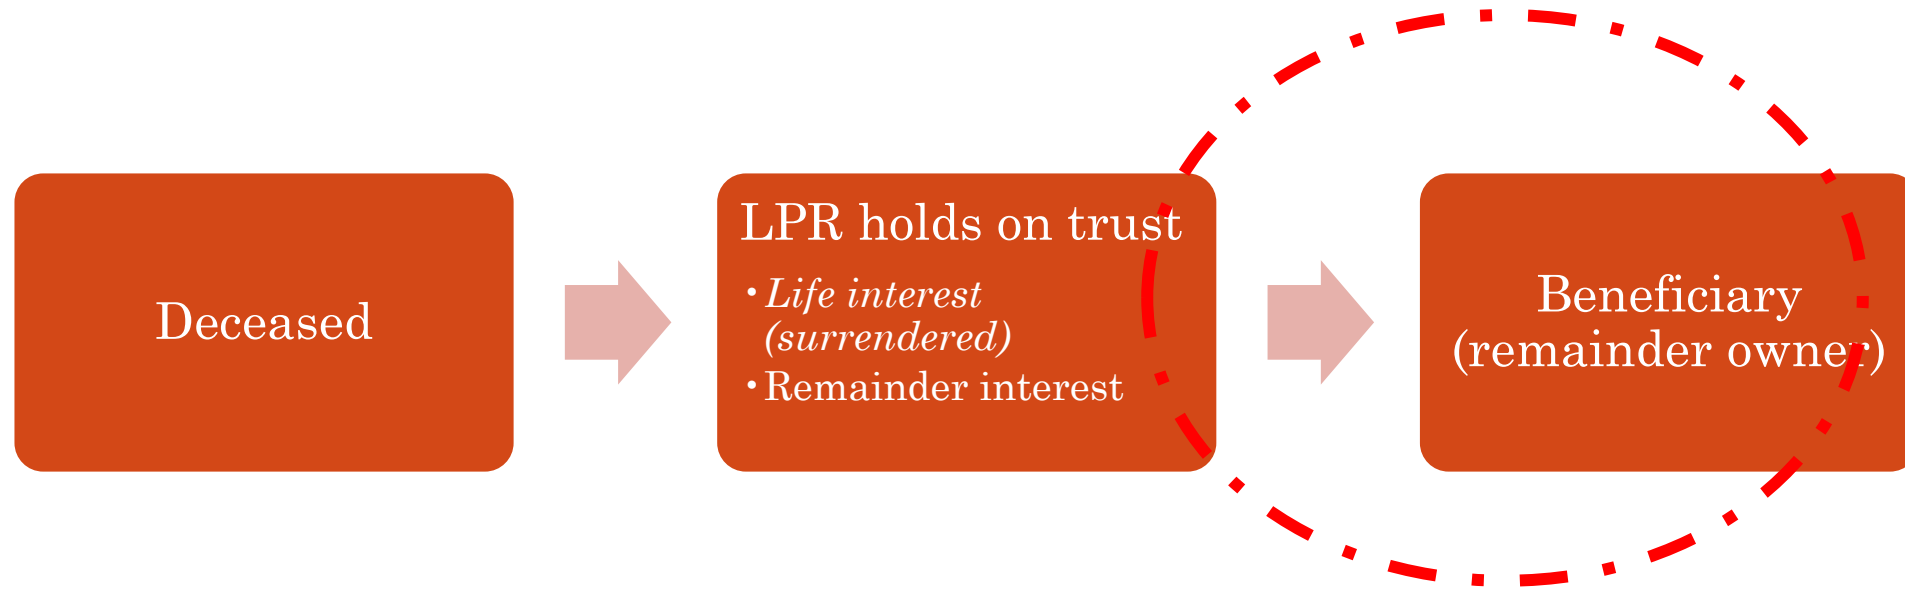 Deceased
LPR holds on trust
• Life interest
(surrendered)
• Remainder interest
Beneficiary
(remainder owner)